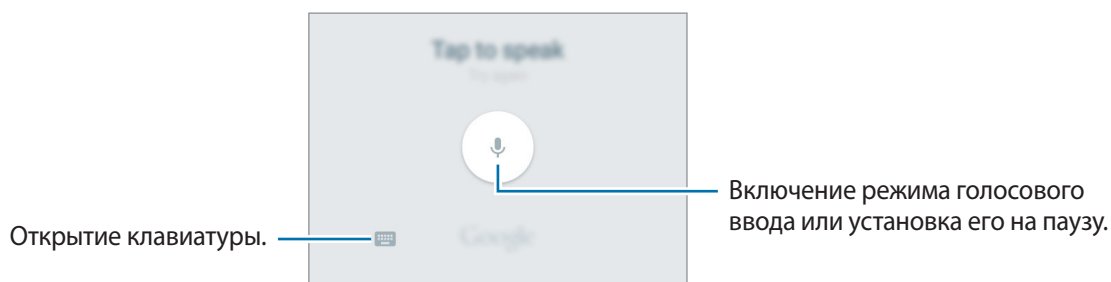 Tap to speak
Включение режима голосового
ввода или установка его на паузу.
Открытие клавиатуры.
Google